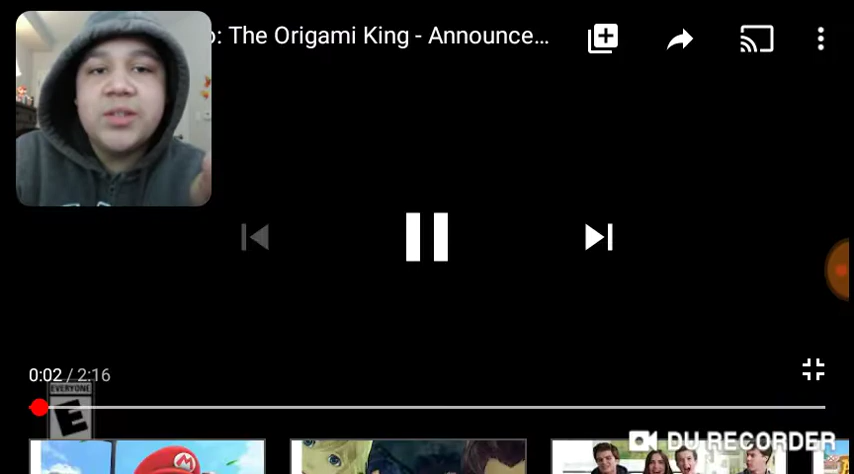 o: The Origami King - Announce...
0:02 / 2:16
EVERYONE
E
DU RECORDER